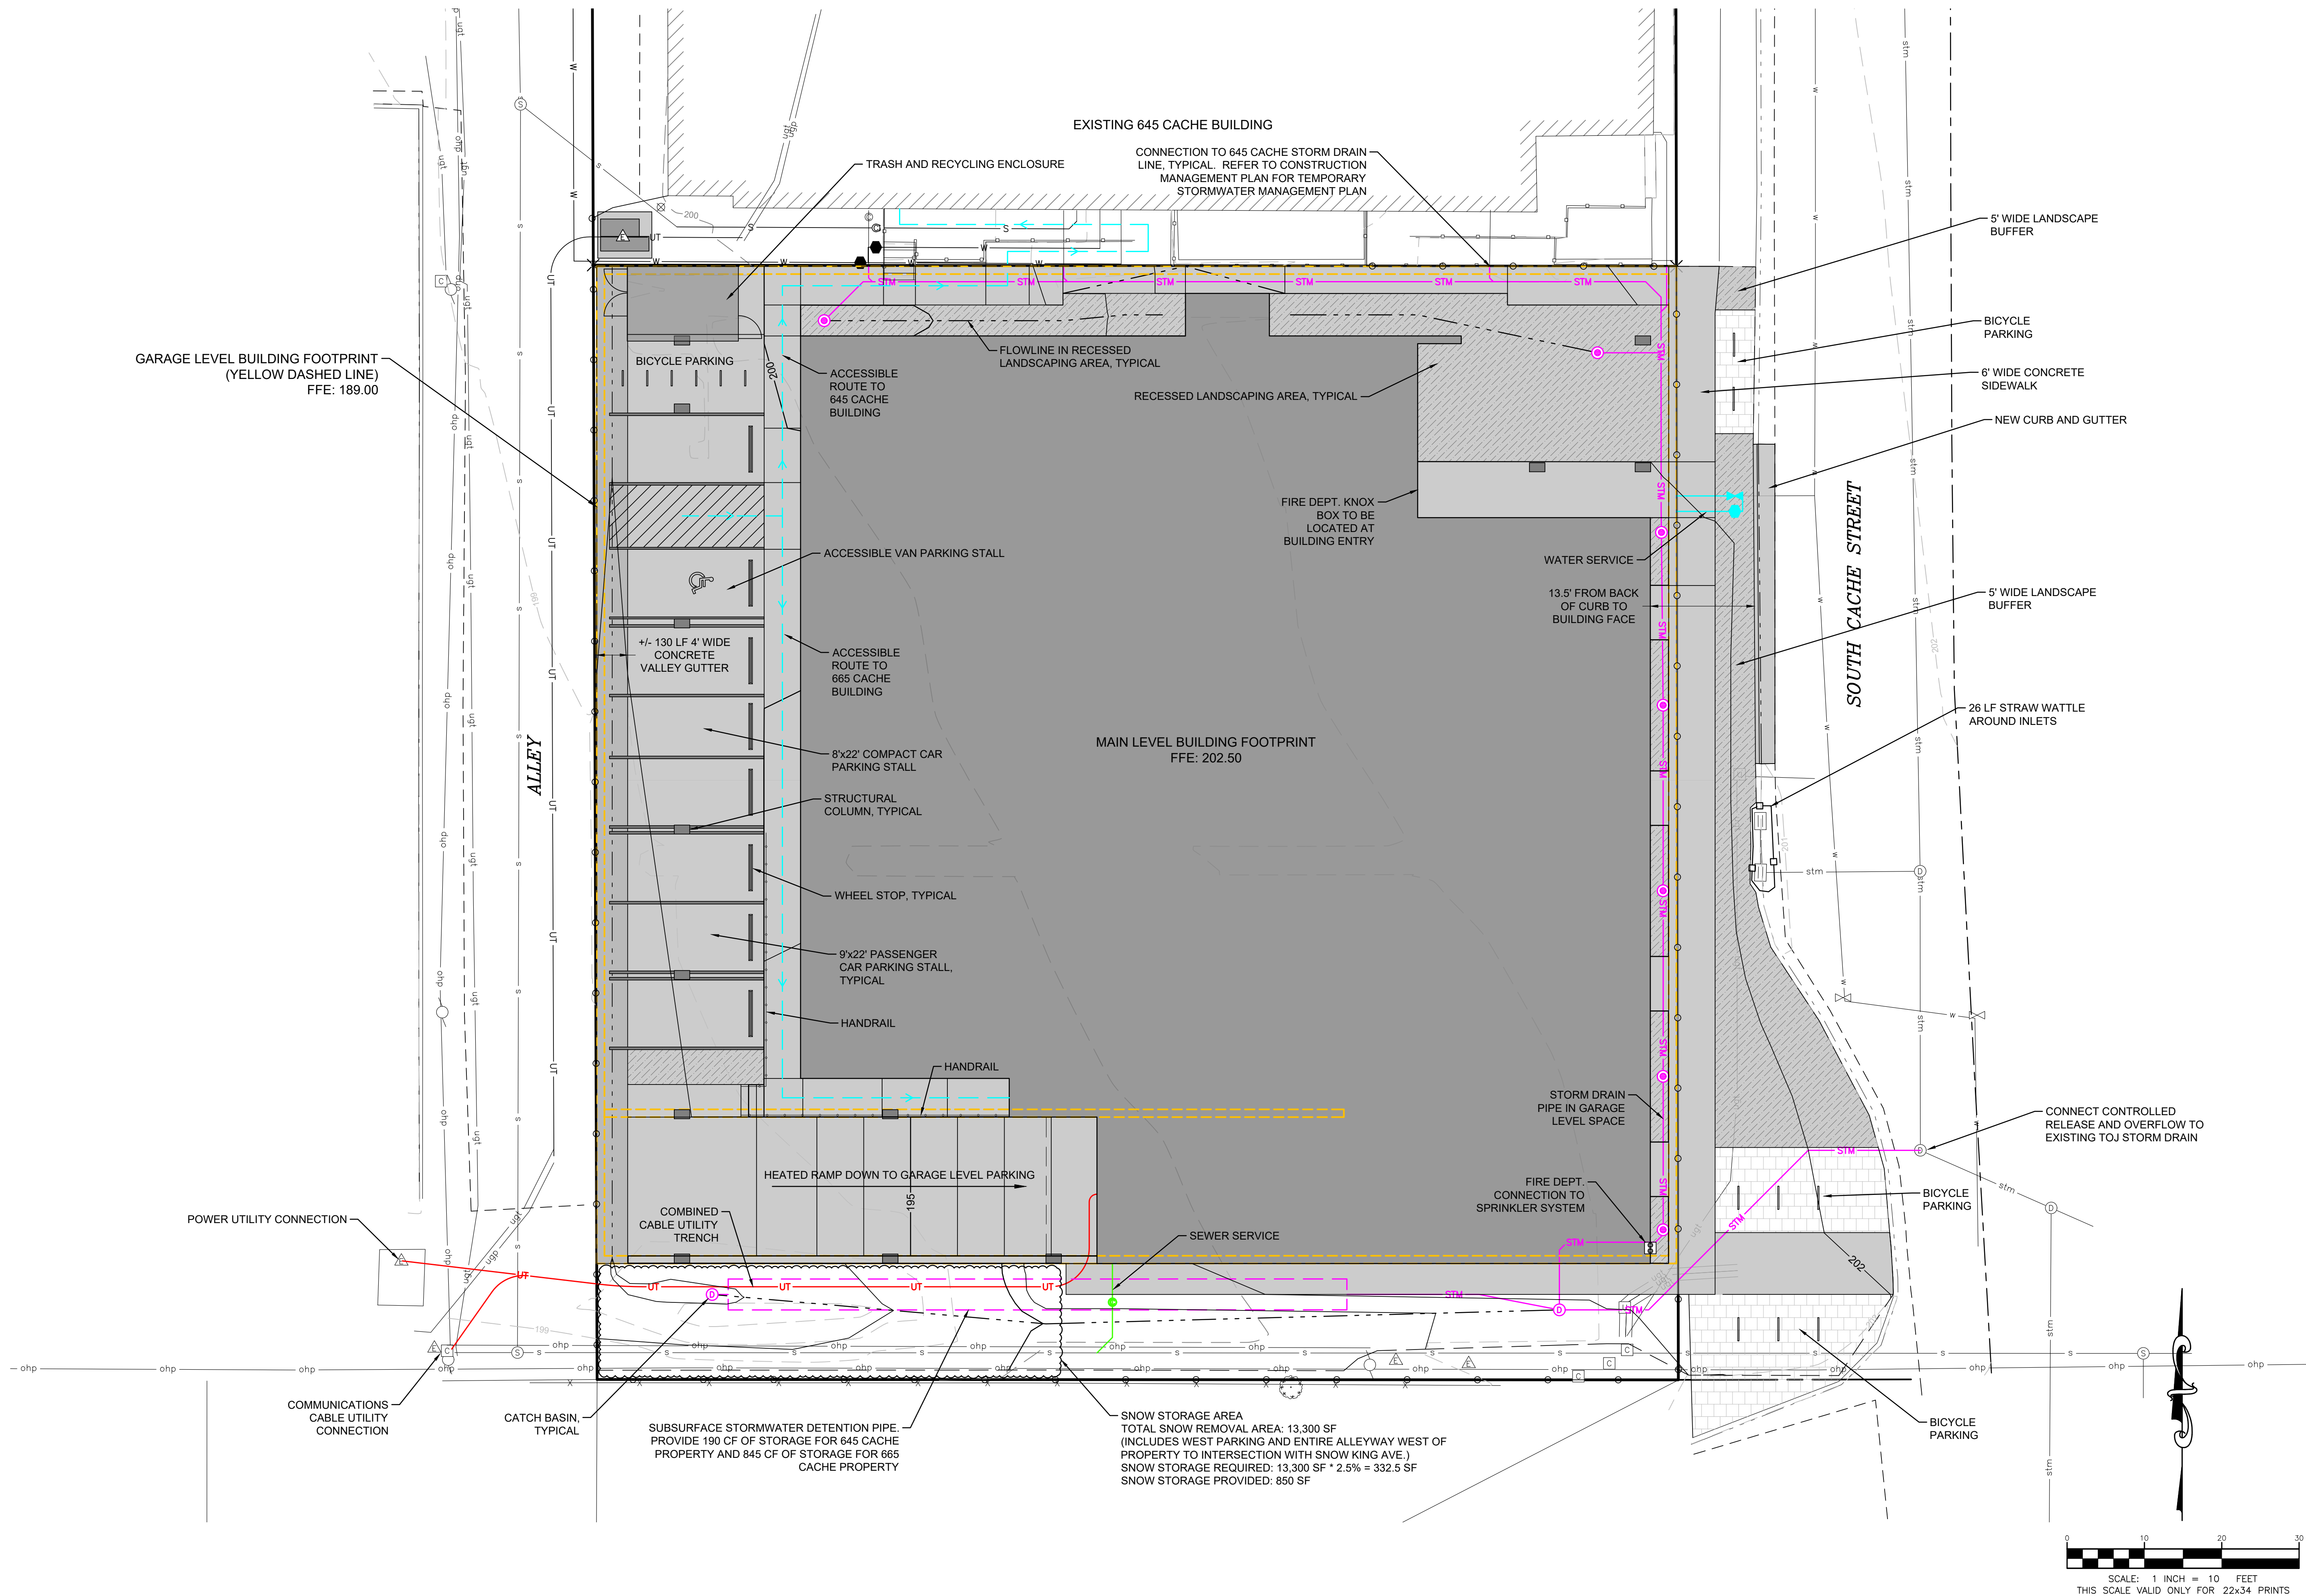 EXISTING 645 CACHE BUILDING
TRASH AND RECYCLING ENCLOSURE
CONNECTION TO 645 CACHE STORM DRAIN
LINE, TYPICAL. REFER TO CONSTRUCTION
MANAGEMENT PLAN FOR TEMPORARY
STORMWATER MANAGEMENT PLAN
5' WIDE LANDSCAPE
BUFFER
BICYCLE
PARKING
6' WIDE CONCRETE
SIDEWALK
NEW CURB AND GUTTER
GARAGE LEVEL BUILDING FOOTPRINT
(YELLOW DASHED LINE)
FFE: 189.00
BICYCLE PARKING
200
200
ACCESSIBLE
ROUTE TO
645 CACHE
BUILDING
FLOWLINE IN RECESSED
LANDSCAPING AREA, TYPICAL
RECESSED LANDSCAPING AREA, TYPICAL
FIRE DEPT. KNOX
BOX TO BE
LOCATED AT
BUILDING ENTRY
WATER SERVICE
13.5' FROM BACK
OF CURB TO
BUILDING FACE
SOUTH CACHE STREET
5' WIDE LANDSCAPE
BUFFER
202
199
ACCESSIBLE VAN PARKING STALL
+/- 130 LF 4' WIDE
CONCRETE
VALLEY GUTTER
ACCESSIBLE
ROUTE TO
665 CACHE
BUILDING
26 LF STRAW WATTLE
AROUND INLETS
201
ALLEY
8'x22' COMPACT CAR
PARKING STALL
MAIN LEVEL BUILDING FOOTPRINT
FFE: 202.50
STRUCTURAL
COLUMN, TYPICAL
WHEEL STOP, TYPICAL
9'x22' PASSENGER
CAR PARKING STALL,
TYPICAL
HANDRAIL
HANDRAIL
STORM DRAIN
PIPE IN GARAGE
LEVEL SPACE
CONNECT CONTROLLED
RELEASE AND OVERFLOW TO
EXISTING TOJ STORM DRAIN
HEATED RAMP DOWN TO GARAGE LEVEL PARKING
195
FIRE DEPT.
CONNECTION TO
SPRINKLER SYSTEM
BICYCLE
PARKING
POWER UTILITY CONNECTION
COMBINED
CABLE UTILITY
TRENCH
SEWER SERVICE
202
199
COMMUNICATIONS
CABLE UTILITY
CONNECTION
CATCH BASIN,
TYPICAL
SUBSURFACE STORMWATER DETENTION PIPE.
PROVIDE 190 CF OF STORAGE FOR 645 CACHE
PROPERTY AND 845 CF OF STORAGE FOR 665
CACHE PROPERTY
SNOW STORAGE AREA
TOTAL SNOW REMOVAL AREA: 13,300 SF
(INCLUDES WEST PARKING AND ENTIRE ALLEYWAY WEST OF
PROPERTY TO INTERSECTION WITH SNOW KING AVE.)
SNOW STORAGE REQUIRED: 13,300 SF * 2.5% = 332.5 SF
SNOW STORAGE PROVIDED: 850 SF
BICYCLE
PARKING
0 10 20 30
SCALE: 1 INCH = 10 FEET
THIS SCALE VALID ONLY FOR 22x34 PRINTS